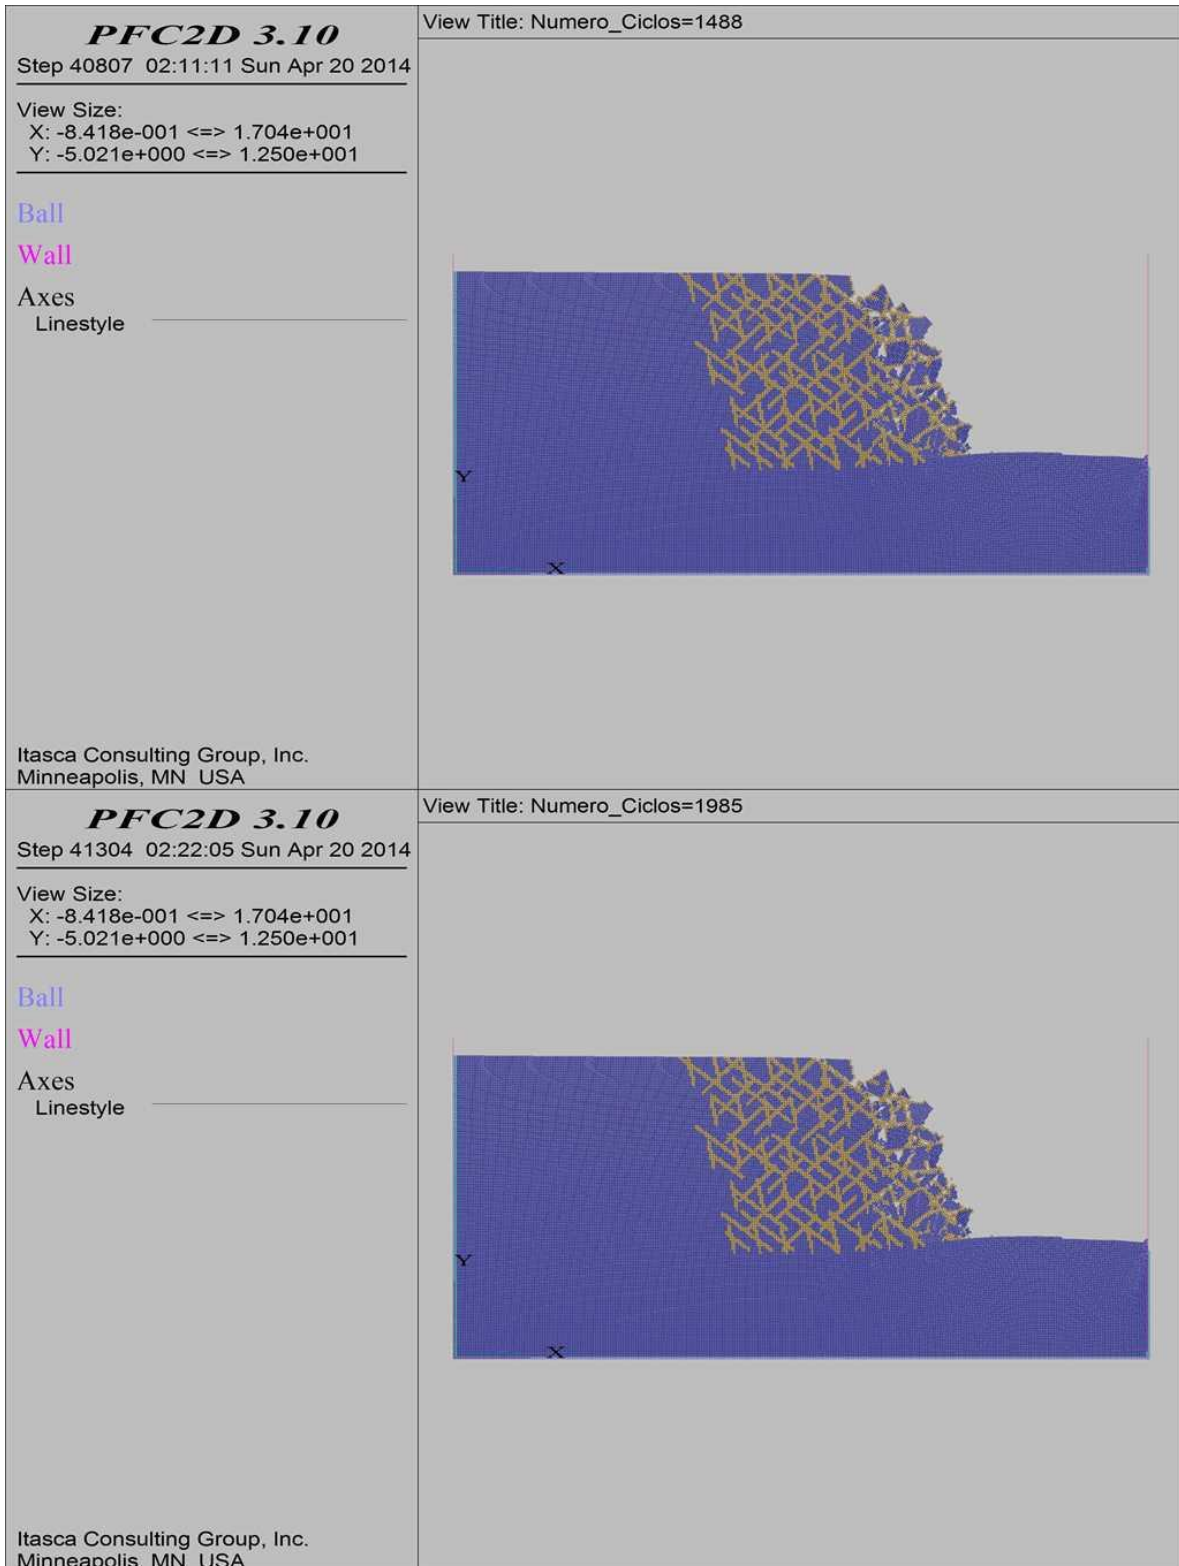 PFC2D 3.10
Step 40807 02:11:11 Sun Apr 20 2014
View Size:
X: -8.418e-001 <=> 1.704e+001
Y: -5.021e+000 <=> 1.250e+001
Ball
Wall
Axes
Linestyle
Itasca Consulting Group, Inc.
Minneapolis, MN USA
View Title: Numero_Ciclos=1488
Y
X
PFC2D 3.10
Step 41304 02:22:05 Sun Apr 20 2014
View Size:
X: -8.418e-001 <=> 1.704e+001
Y: -5.021e+000 <=> 1.250e+001
Ball
Wall
Axes
Linestyle
Itasca Consulting Group, Inc.
Minneapolis, MN USA
View Title: Numero_Ciclos=1985
Y
X